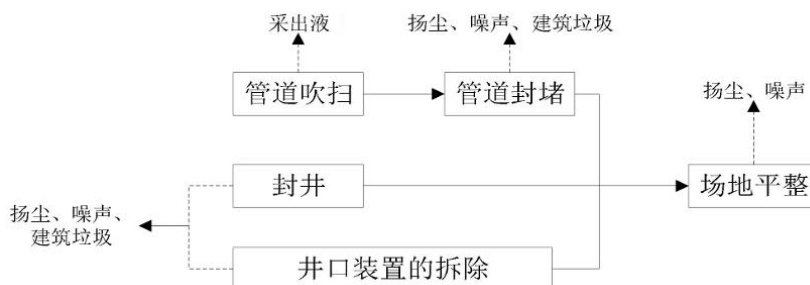 采出液
扬尘、噪声、建筑垃圾
管道吹扫
管道封堵
扬尘、噪声
封井
场地平整
扬尘、噪声、
建筑垃圾
井口装置的拆除